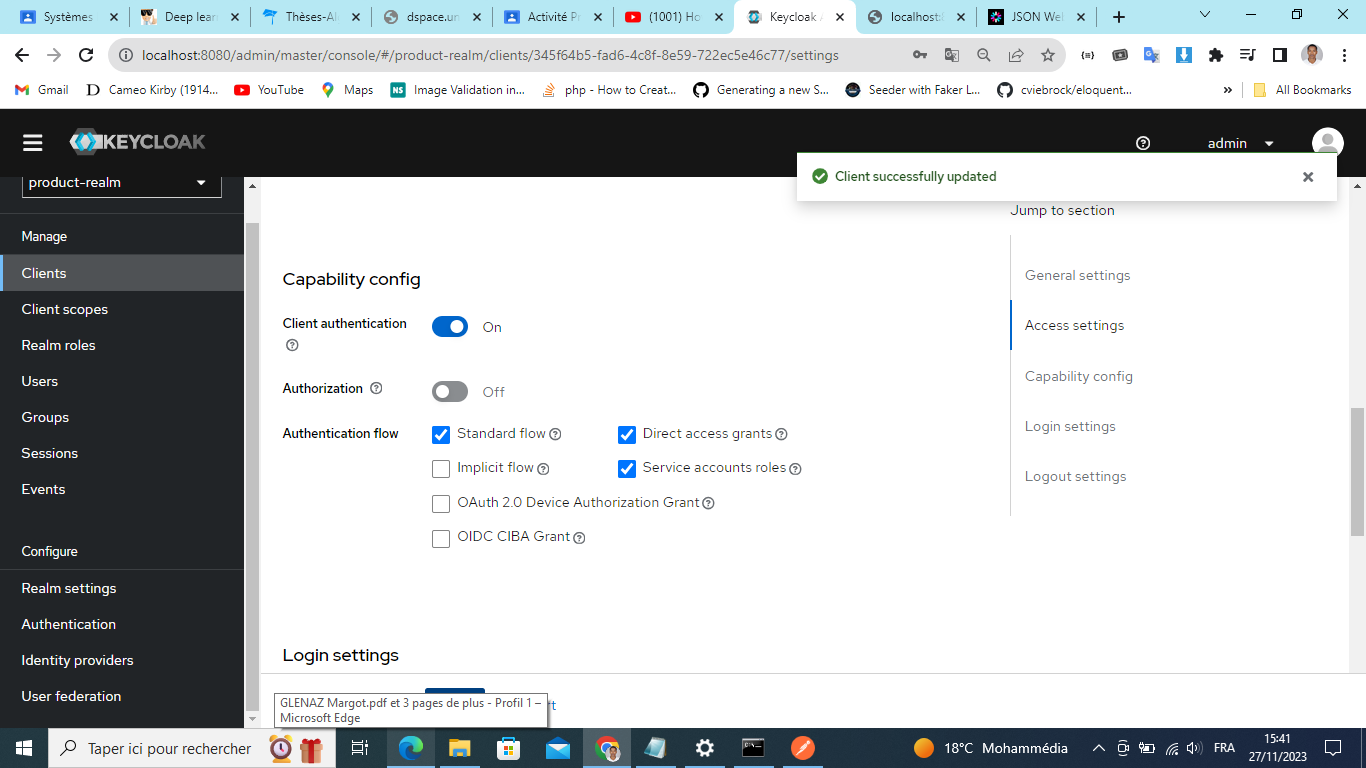 Systèmes
Deep lear
Thèses-Al
dspace.un
Activité P
(1001) Ho
Keycloak
localhost:
JSON We
localhost:8080/admin/master/console/#/product-realm/clients/345f64b5-fad6-4c8f-8e59-722ec5e46c77/settings
Gmail
Cameo Kirby (1914...
YouTube
Maps
Image Validation in...
php - How to Creat...
Generating a new S...
Seeder with Faker L...
cviebrock/eloquent...
»
All Bookmarks
KEYCLOAK
admin
product-realm
Client successfully updated
Jump to section
Manage
Clients
Client scopes
Realm roles
Users
Groups
Sessions
Events
Configure
Realm settings
Authentication
Identity providers
User federation
Capability config
Client authentication
On
Authorization
Off
Authentication flow
Standard flow
Direct access grants
Implicit flow
Service accounts roles
OAuth 2.0 Device Authorization Grant
OIDC CIBA Grant
Login settings
General settings
Access settings
Capability config
Login settings
Logout settings
GLENAZ Margot.pdf et 3 pages de plus - Profil 1 –
Microsoft Edge
Taper ici pour rechercher
18°C Mohammédia
FRA
15:41
27/11/2023